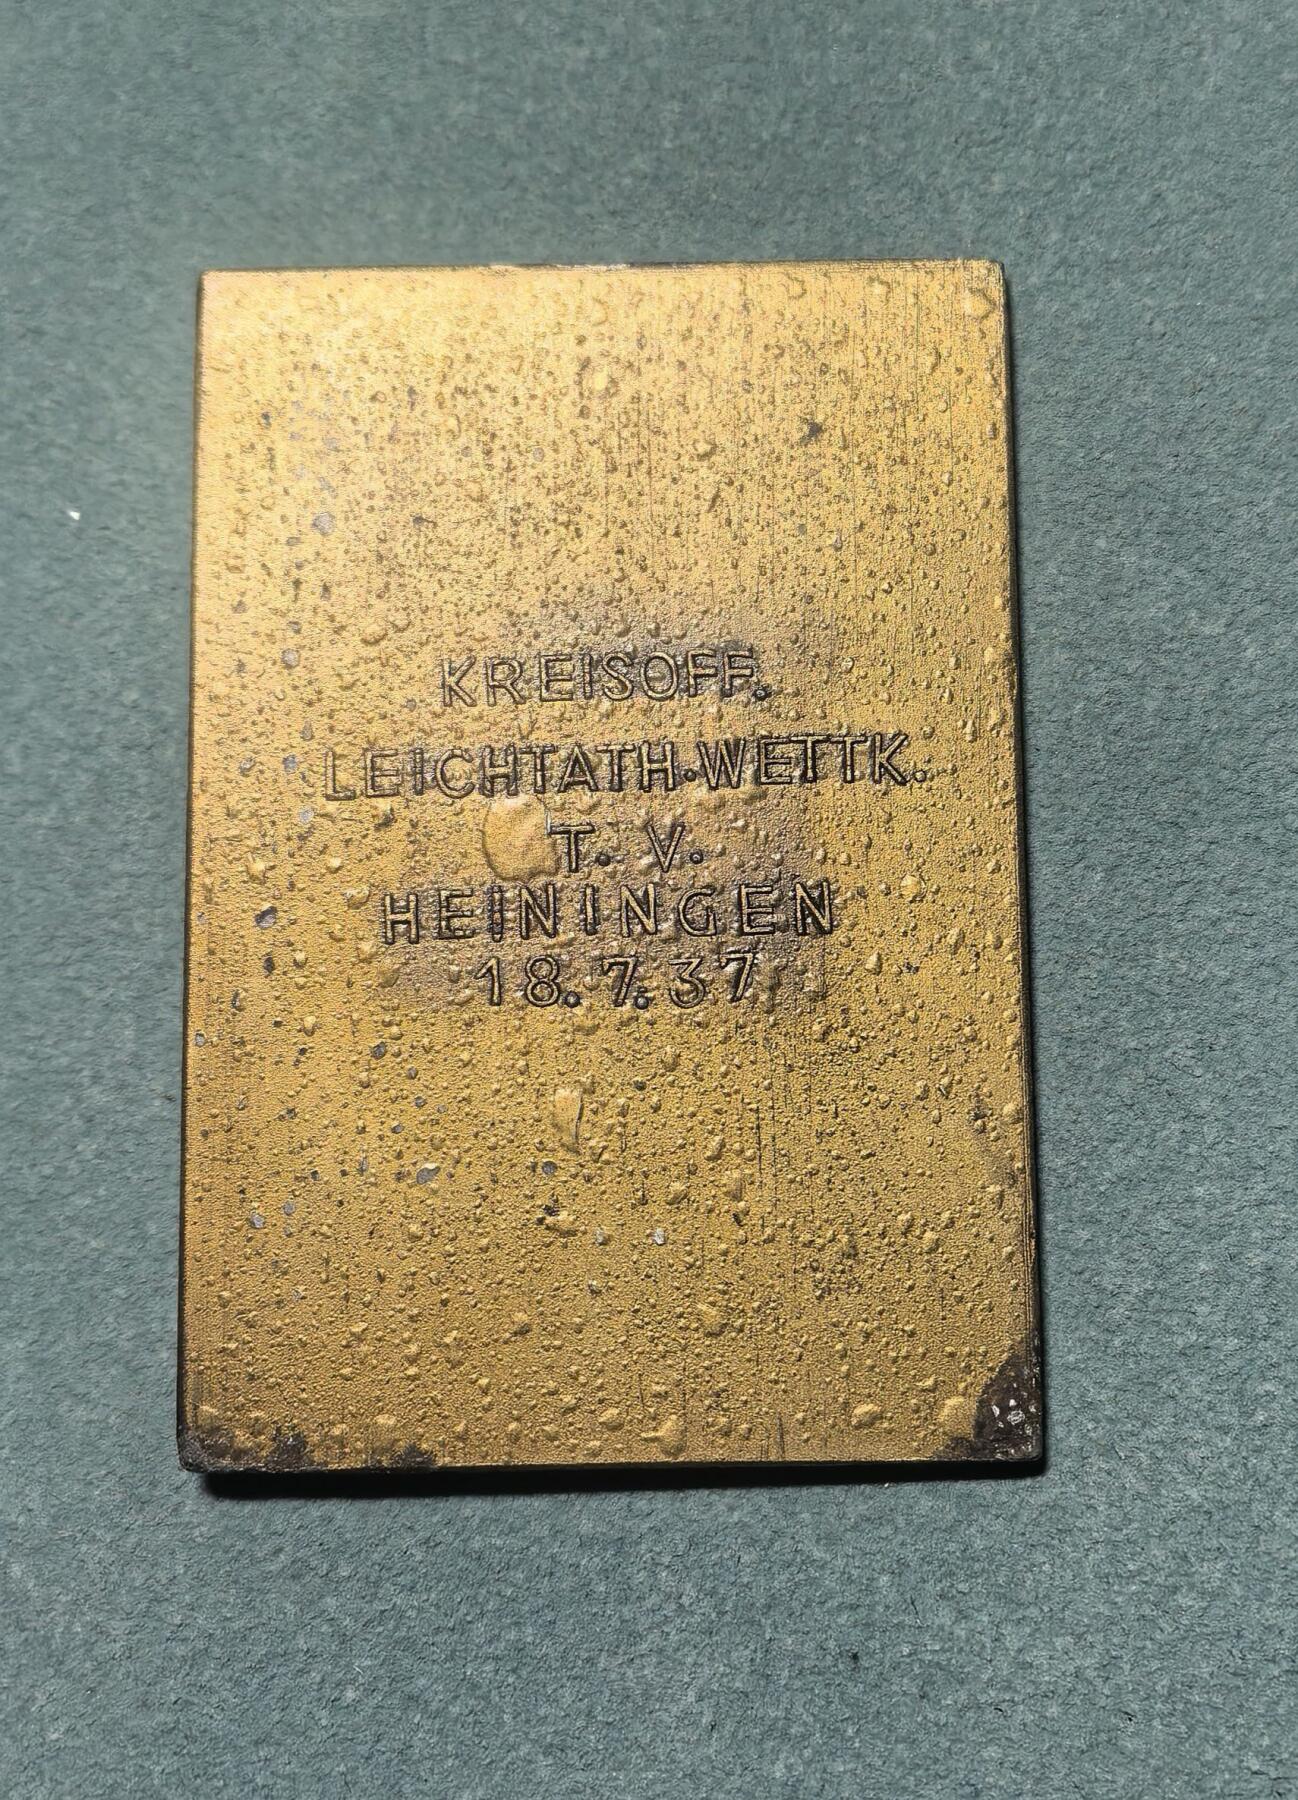 KREISOFF.
LEICHTATH.WETTK.
T. V.
HEININGEN
18.7.37